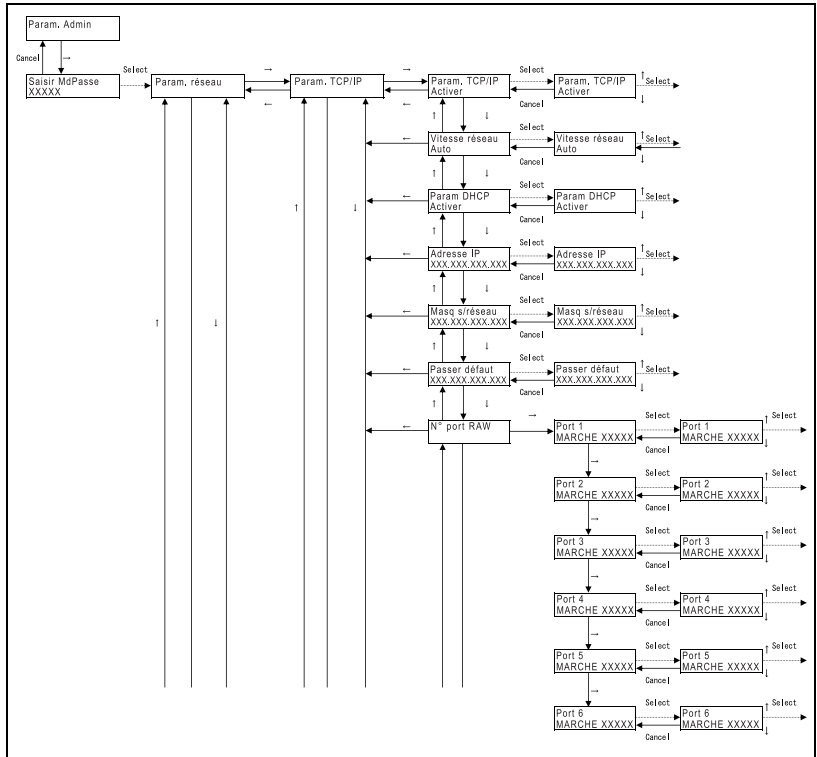 Param. Admin
Cancel →
Select → ← → ← Select ↑ Select
Saisir MdPasse
XXXXX
Param. réseau
Param. TCP/IP
Param. TCP/IP
Activer
Param. TCP/IP
Activer
← ← Cancel ↓
↑ ↓ Select
← Vitesse réseau
Auto
Vitesse réseau
Auto
↑ Select
↓
Cancel
↑ ↓ Select
← Param DHCP
Activer
Param DHCP
Activer
↑ Select
↓
Cancel
↑ ↓
↑ ↓ Select
← Adresse IP
XXX.XXX.XXX.XXX
Adresse IP
XXX.XXX.XXX.XXX
↑ Select
↓
Cancel
↑ ↓ Select
← Masq s/réseau
XXX.XXX.XXX.XXX
Masq s/réseau
XXX.XXX.XXX.XXX
↑ Select
↓
↑ ↓
Cancel
↑ ↓ Select
← Passer défaut
XXX.XXX.XXX.XXX
Passer défaut
XXX.XXX.XXX.XXX
↑ Select
↓
Cancel
↑ ↓ →
← N° port RAW
Select
Port 1
MARCHE XXXXX
Port 1
MARCHE XXXXX
↑ Select
↓
Cancel
→
Select
Port 2
MARCHE XXXXX
Port 2
MARCHE XXXXX
↑ Select
↓
Cancel
→
Select
Port 3
MARCHE XXXXX
Port 3
MARCHE XXXXX
↑ Select
↓
Cancel
→
Select
Port 4
MARCHE XXXXX
Port 4
MARCHE XXXXX
↑ Select
↓
Cancel
→
Select
Port 5
MARCHE XXXXX
Port 5
MARCHE XXXXX
↑ Select
↓
Cancel
→
Select
Port 6
MARCHE XXXXX
Port 6
MARCHE XXXXX
↑ Select
↓
Cancel